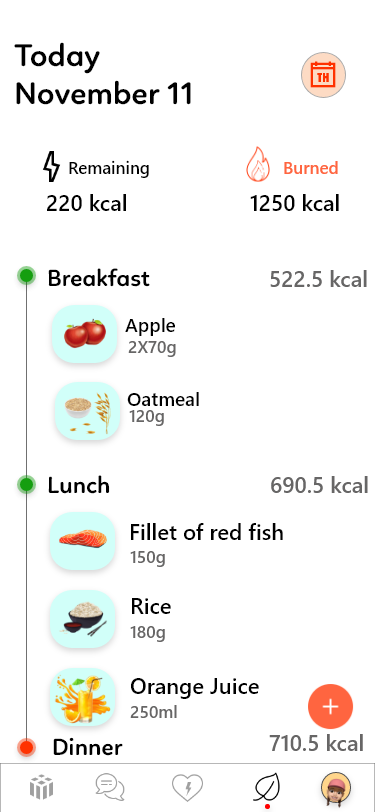 Today
November 11
TH
Remaining
Burned
220 kcal
1250 kcal
Breakfast
522.5 kcal
Apple
2X70g
Oatmeal
120g
Lunch
690.5 kcal
Fillet of red fish
150g
Rice
180g
Orange Juice
250ml
Dinner
710.5 kcal